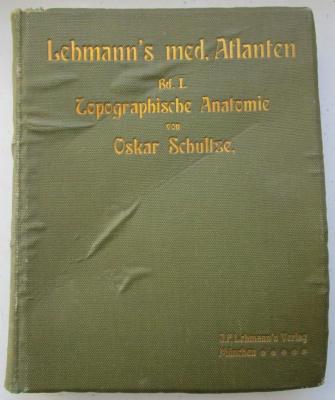 Lehmann's med. Atlanten
Bd. I.
Topographische Anatomie
von
Oskar Schultze.
J.F. Lehmann's Verlag
München